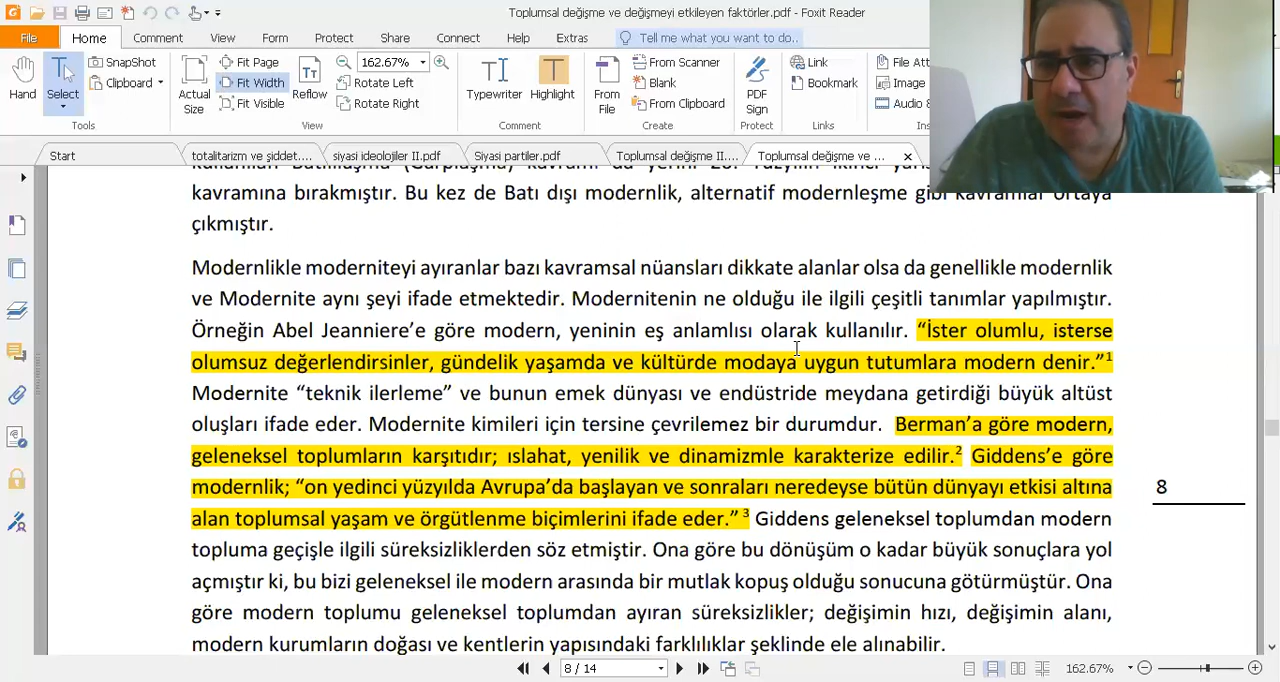 Toplumsal değişme ve değişmeyi etkileyen faktörler.pdf - Foxit Reader
File Home Comment View Form Protect Share Connect Help Extras Tell me what you want to do..
SnapShot Fit Page 162.67% From Scanner Link File Att
Clipboard Fit Width Rotate Left Blank Bookmark Image
Hand Select Actual Size Fit Visible Reflow Rotate Right Typewriter Highlight From File From Clipboard PDF Sign Audio &
Tools View Comment Create Protect Links Ins
Start totalitarizm ve şiddet.... siyasi ideolojiler II.pdf Siyasi partiler.pdf Toplumsal değişme II.... Toplumsal değişme ve ...
kavramına bırakmıştır. Bu kez de Batı dışı modernlik, alternatif modernleşme gibi kavramlar ortaya
çıkmıştır.
Modernlikle moderniteyi ayıranlar bazı kavramsal nüansları dikkate alanlar olsa da genellikle modernlik
ve Modernite aynı şeyi ifade etmektedir. Modernitenin ne olduğu ile ilgili çeşitli tanımlar yapılmıştır.
Örneğin Abel Jeanniere’e göre modern, yeninin eş anlamlısı olarak kullanılır. “İster olumlu, isterse
olumsuz değerlendirsinler, gündelik yaşamda ve kültürde modaya uygun tutumlara modern denir.”1
Modernite “teknik ilerleme” ve bunun emek dünyası ve endüstride meydana getirdiği büyük altüst
oluşları ifade eder. Modernite kimileri için tersine çevrilemez bir durumdur. Berman’a göre modern,
geleneksel toplumların karşıtıdır; ıslahat, yenilik ve dinamizmle karakterize edilir.2 Giddens’e göre
modernlik; “on yedinci yüzyılda Avrupa’da başlayan ve sonraları neredeyse bütün dünyayı etkisi altına
8
alan toplumsal yaşam ve örgütlenme biçimlerini ifade eder.” 3 Giddens geleneksel toplumdan modern
topluma geçişle ilgili süreksizliklerden söz etmiştir. Ona göre bu dönüşüm o kadar büyük sonuçlara yol
açmıştır ki, bu bizi geleneksel ile modern arasında bir mutlak kopuş olduğu sonucuna götürmüştür. Ona
göre modern toplumu geleneksel toplumdan ayıran süreksizlikler; değişimin hızı, değişimin alanı,
modern kurumların doğası ve kentlerin yapısındaki farklılıklar şeklinde ele alınabilir.
8 / 14 162.67%